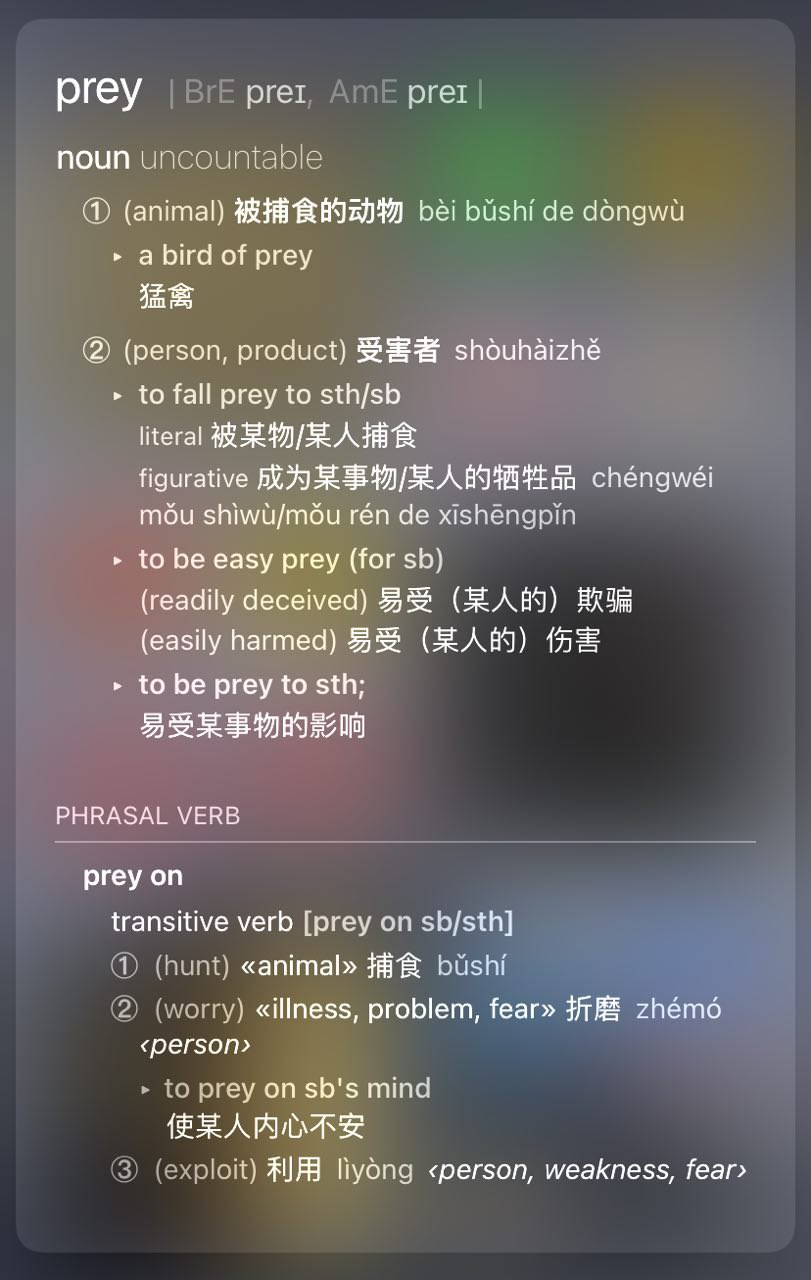 prey | BrE preɪ, AmE preɪ |
noun uncountable
① (animal) 被捕食的动物 bèi bǔshí de dòngwù
▸ a bird of prey
猛禽
② (person, product) 受害者 shòuhàizhě
▸ to fall prey to sth/sb
literal 被某物/某人捕食
figurative 成为某事物/某人的牺牲品 chéngwéi
mǒu shìwù/mǒu rén de xīshēngpǐn
▸ to be easy prey (for sb)
(readily deceived) 易受（某人的）欺骗
(easily harmed) 易受（某人的）伤害
▸ to be prey to sth;
易受某事物的影响
PHRASAL VERB
prey on
transitive verb [prey on sb/sth]
① (hunt) «animal» 捕食 bǔshí
② (worry) «illness, problem, fear» 折磨 zhémó
‹person›
▸ to prey on sb's mind
使某人内心不安
③ (exploit) 利用 lìyòng ‹person, weakness, fear›